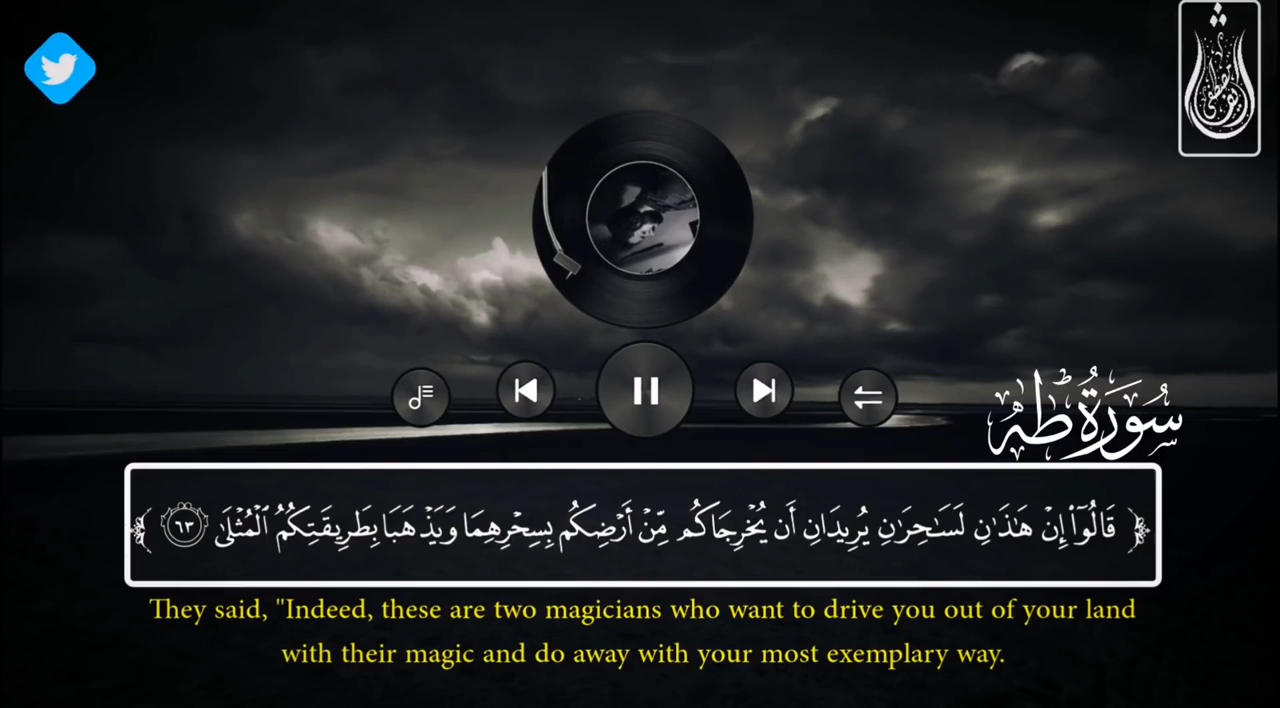 سُورَةُ طه
﴿ قَالُوٓا۟ إِنْ هَـٰذَٰنِ لَسَـٰحِرَٰنِ يُرِيدَانِ أَن يُخْرِجَاكُم مِّنْ أَرْضِكُم بِسِحْرِهِمَا وَيَذْهَبَا بِطَرِيقَتِكُمُ ٱلْمُثْلَىٰ ٦٣ ﴾
They said, "Indeed, these are two magicians who want to drive you out of your land
with their magic and do away with your most exemplary way.